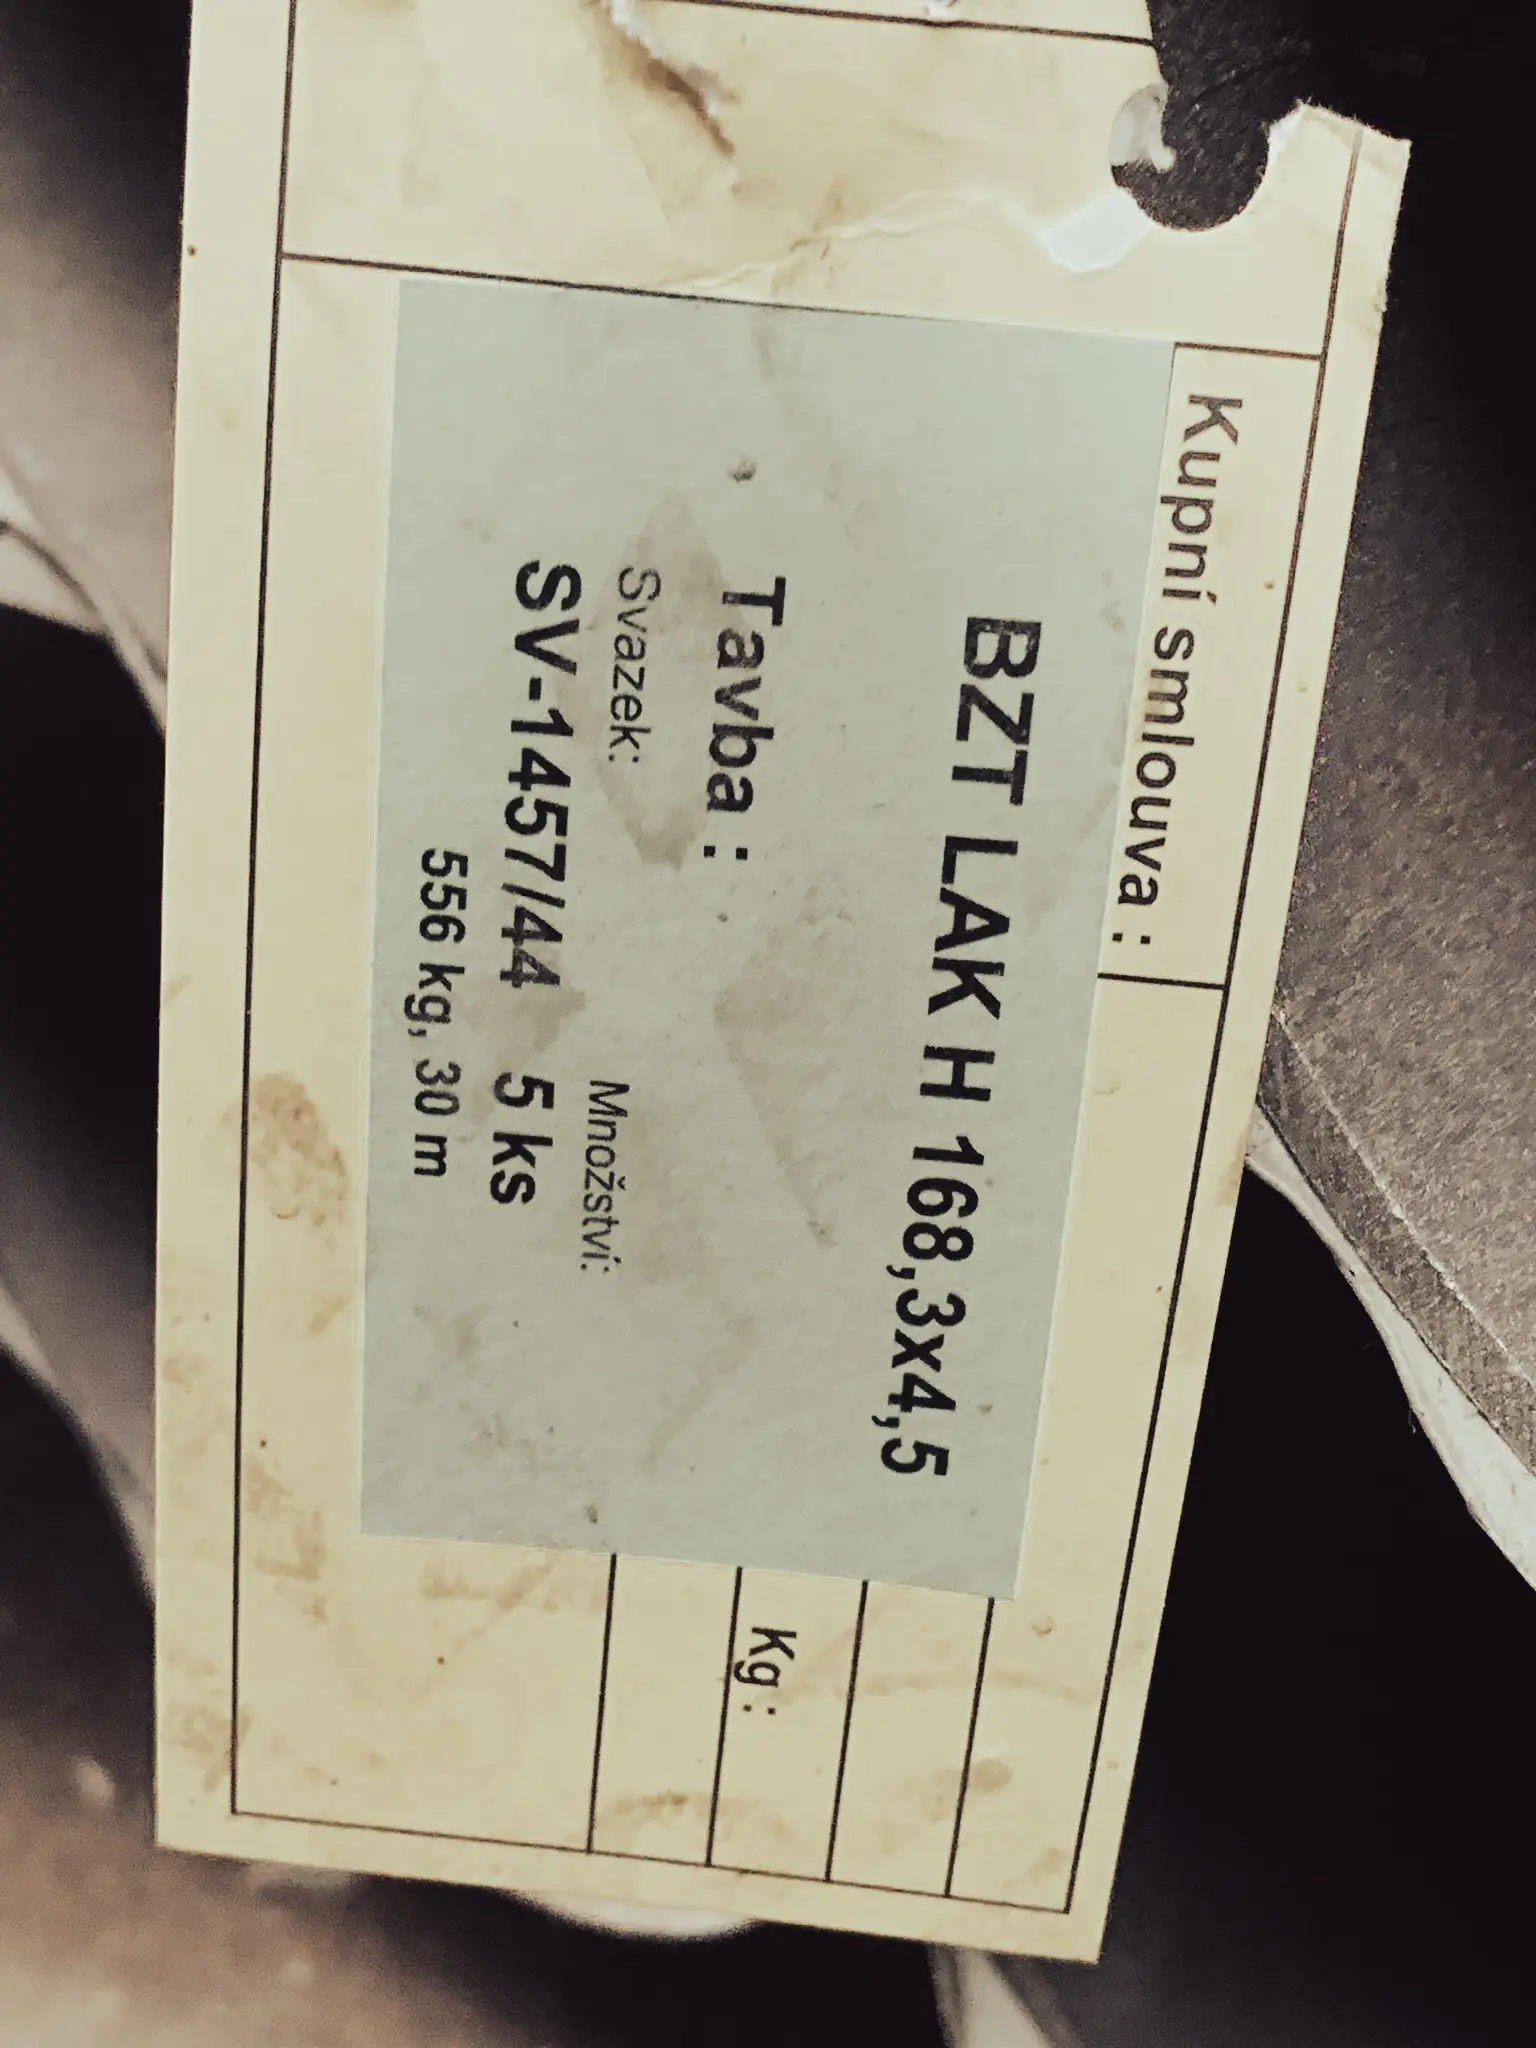 Kupní smlouva :
BZT LAK H 168,3x4,5
Tavba :
Svazek: Množství:
SV-1457/44 5 ks
556 kg, 30 m
Kg :